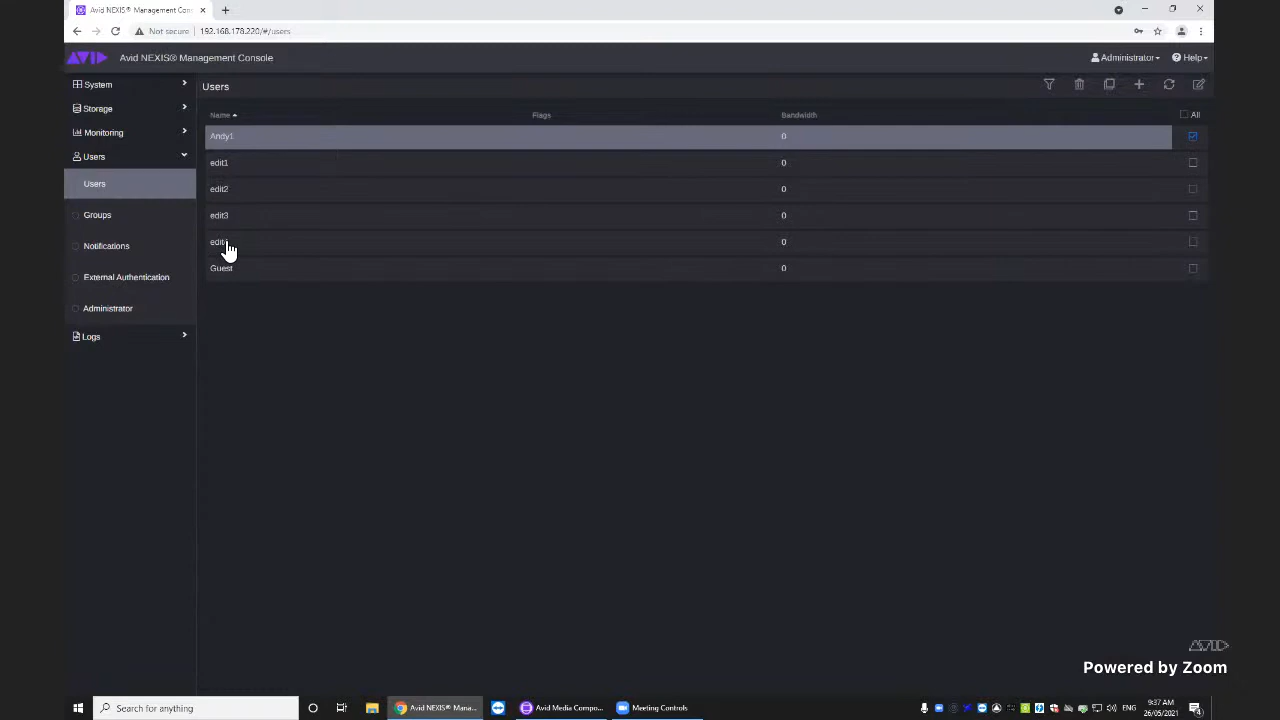 Avid NEXIS® Management Cons
Not secure
192.168.178.220/#/users
AVID
Avid NEXIS® Management Console
Administrator
Help
System
Storage
Monitoring
Users
Users
Groups
Notifications
External Authentication
Administrator
Logs
Users
Name
Flags
Bandwidth
All
Andy1
0
edit1
0
edit2
0
edit3
0
0
Guest
0
AVID
Powered by Zoom
Search for anything
Avid NEXIS® Mana...
Avid Media Compo...
Meeting Controls
ENG
9:37 AM
26/05/2021